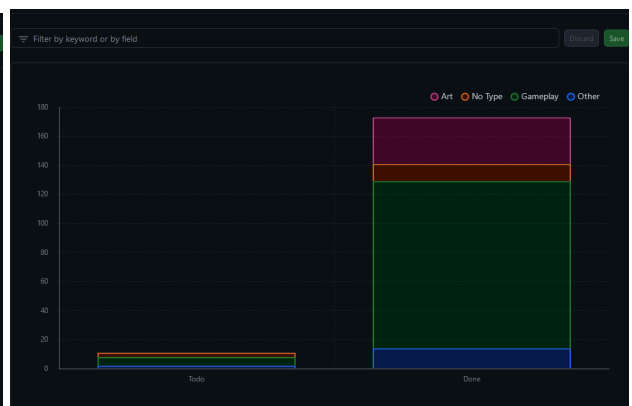 Filter by keyword or by field
Discard
Save
Art
No Type
Gameplay
Other
180
160
140
120
100
80
60
40
20
0
Todo
Done